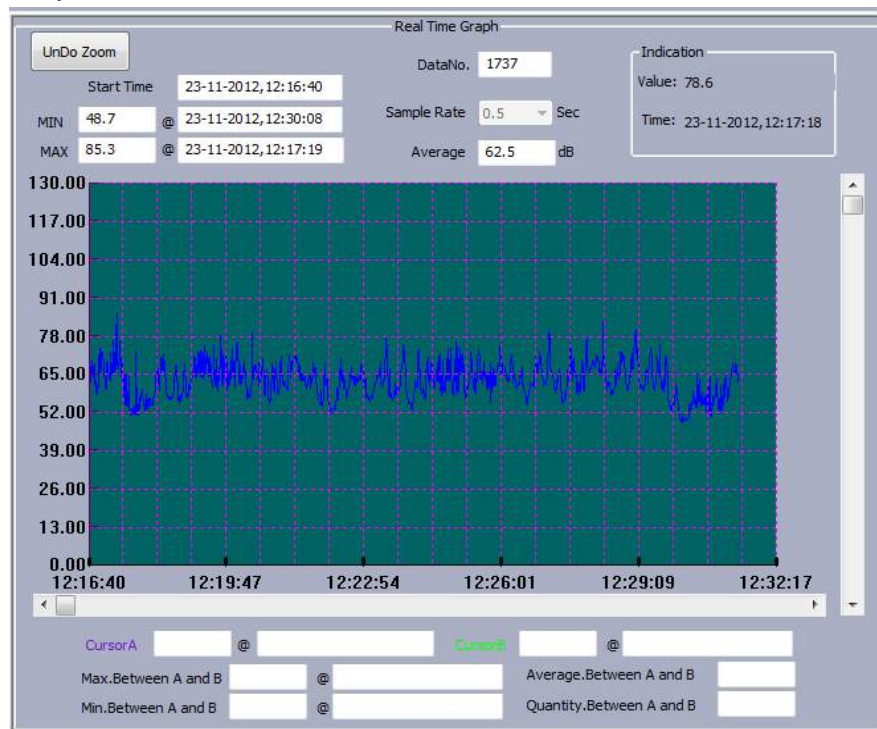 Real Time Graph
UnDo Zoom
DataNo. 1737
Indication
Value: 78.6
Time: 23-11-2012,12:17:18
Start Time 23-11-2012,12:16:40
MIN 48.7 @ 23-11-2012,12:30:08
Sample Rate 0.5 Sec
MAX 85.3 @ 23-11-2012,12:17:19
Average 62.5 dB
130.00
117.00
104.00
91.00
78.00
65.00
52.00
39.00
26.00
13.00
0.00
12:16:40 12:19:47 12:22:54 12:26:01 12:29:09 12:32:17
CursorA @ CursorB @
Max.Between A and B @ Average.Between A and B
Min.Between A and B @ Quantity.Between A and B